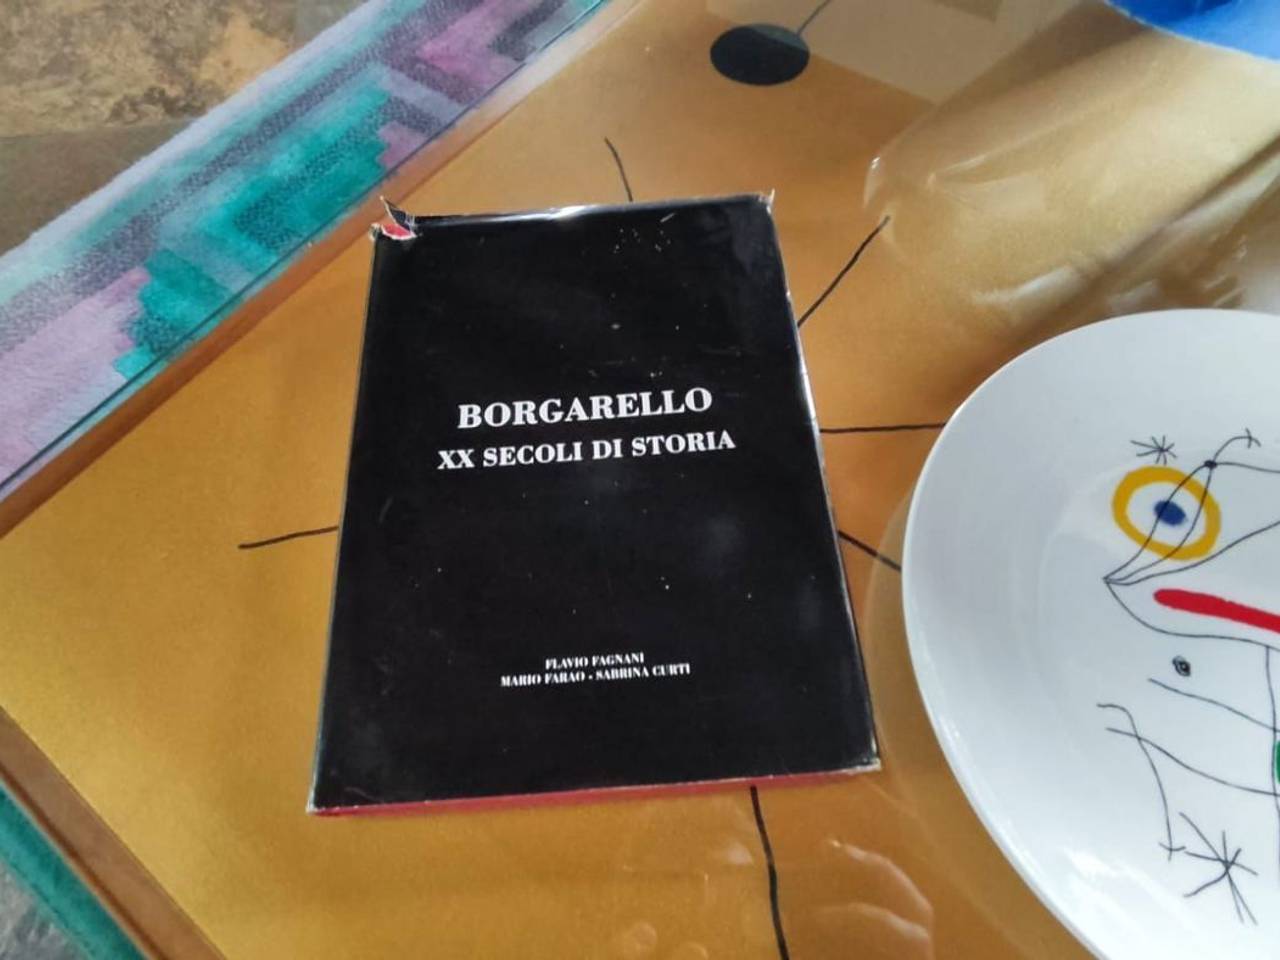 BORGARELLO
XX SECOLI DI STORIA
FLAVIO FAGNANI
MARIO FARAO - SABRINA CURTI